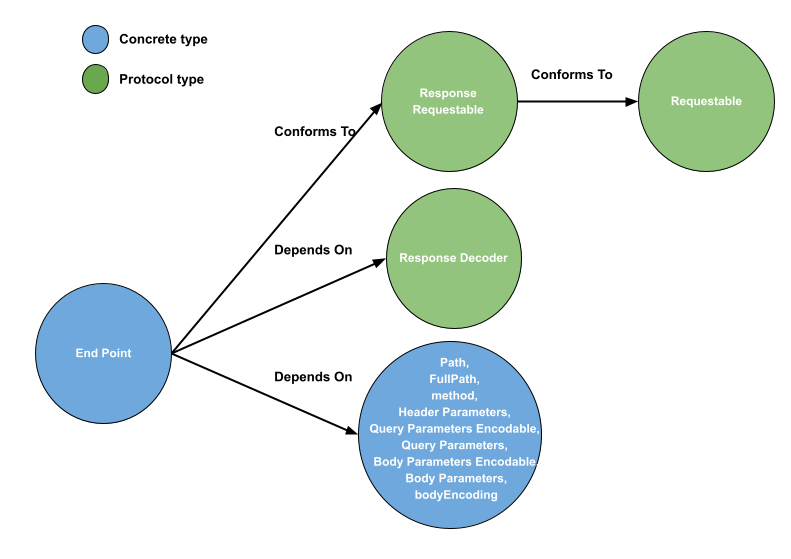 Concrete type
Protocol type
Conforms To
Response
Requestable
Conforms To
Requestable
Depends On
Response Decoder
End Point
Depends On
Path,
FullPath,
method,
Header Parameters,
Query Parameters Encodable,
Query Parameters,
Body Parameters Encodable
Body Parameters,
bodyEncoding